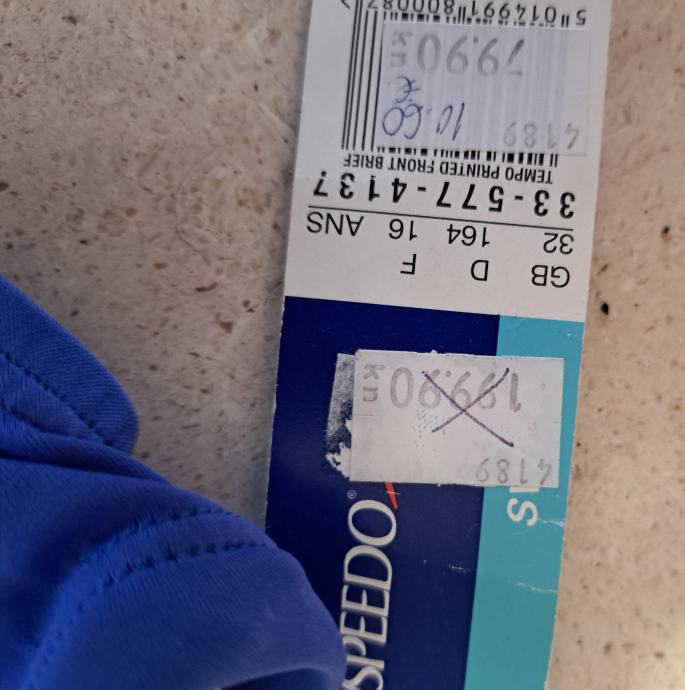 SPEEDO®
S
4189
199.90
kn
GB D F
32 164 16 ANS
33-577-4137
TEMPO PRINTED FRONT BRIEF
4189 10.60 €
79.90
kn
5 014991 800087